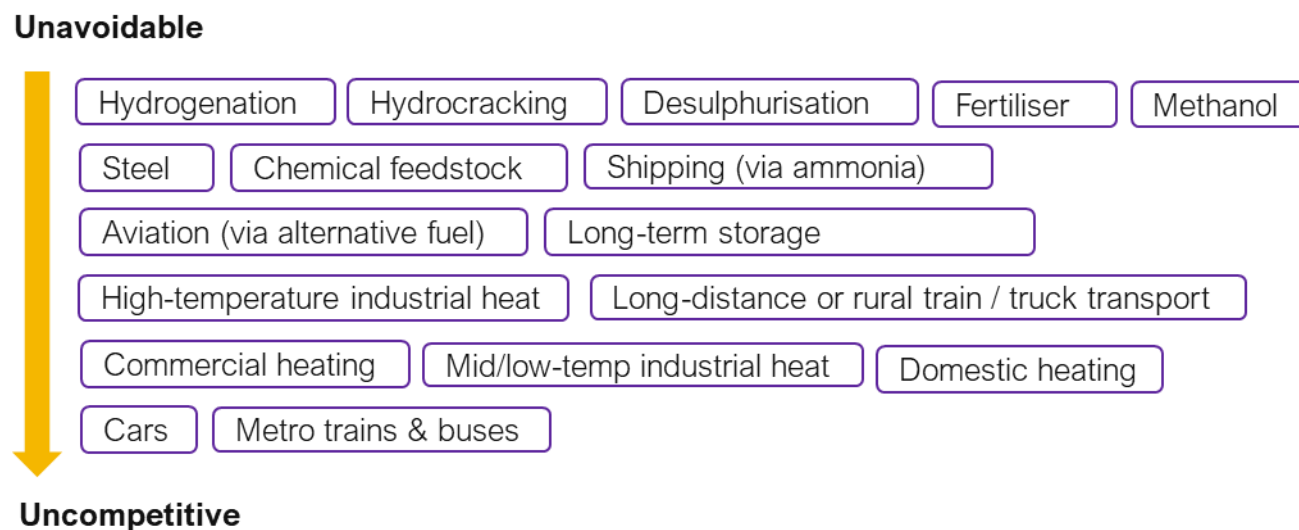 Unavoidable
Hydrogenation Hydrocracking Desulphurisation Fertiliser Methanol
Steel Chemical feedstock Shipping (via ammonia)
Aviation (via alternative fuel) Long-term storage
High-temperature industrial heat Long-distance or rural train / truck transport
Commercial heating Mid/low-temp industrial heat Domestic heating
Cars Metro trains & buses
Uncompetitive